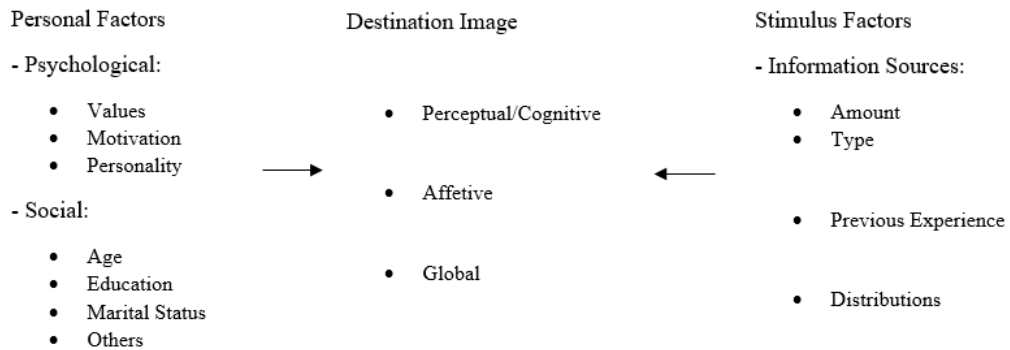 Personal Factors
- Psychological:
• Values
• Motivation
• Personality
- Social:
• Age
• Education
• Marital Status
• Others
Destination Image
• Perceptual/Cognitive
• Affetive
• Global
Stimulus Factors
- Information Sources:
• Amount
• Type
• Previous Experience
• Distributions